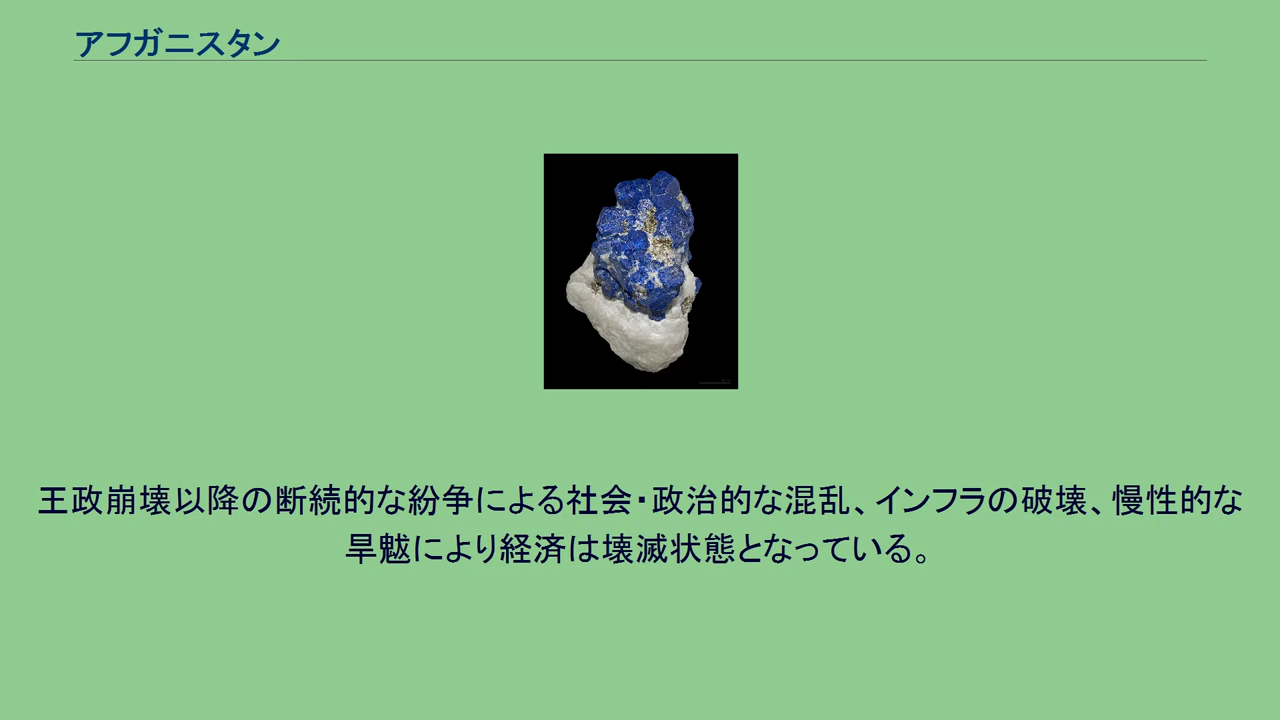 アフガニスタン
王政崩壊以降の断続的な紛争による社会・政治的な混乱、インフラの破壊、慢性的な
旱魃により経済は壊滅状態となっている。